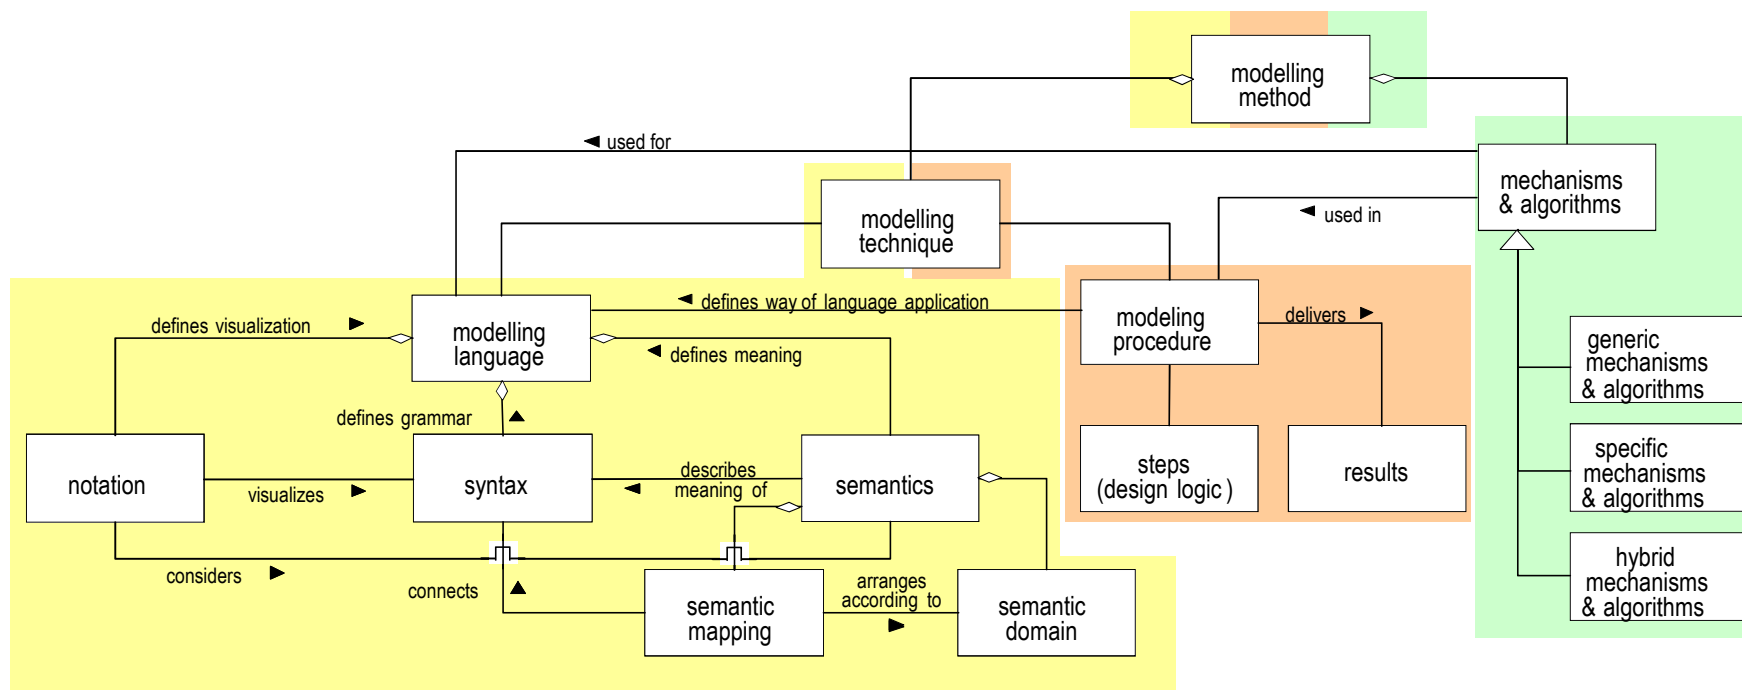 modelling
method
used for
mechanisms
& algorithms
modelling
technique
used in
defines way of language application
defines visualization
modelling
language
modeling
procedure
delivers
defines meaning
generic
mechanisms
& algorithms
defines grammar
notation
visualizes
syntax
describes
meaning of
semantics
steps
(design logic)
results
specific
mechanisms
& algorithms
considers
connects
semantic
mapping
arranges
according to
semantic
domain
hybrid
mechanisms
& algorithms